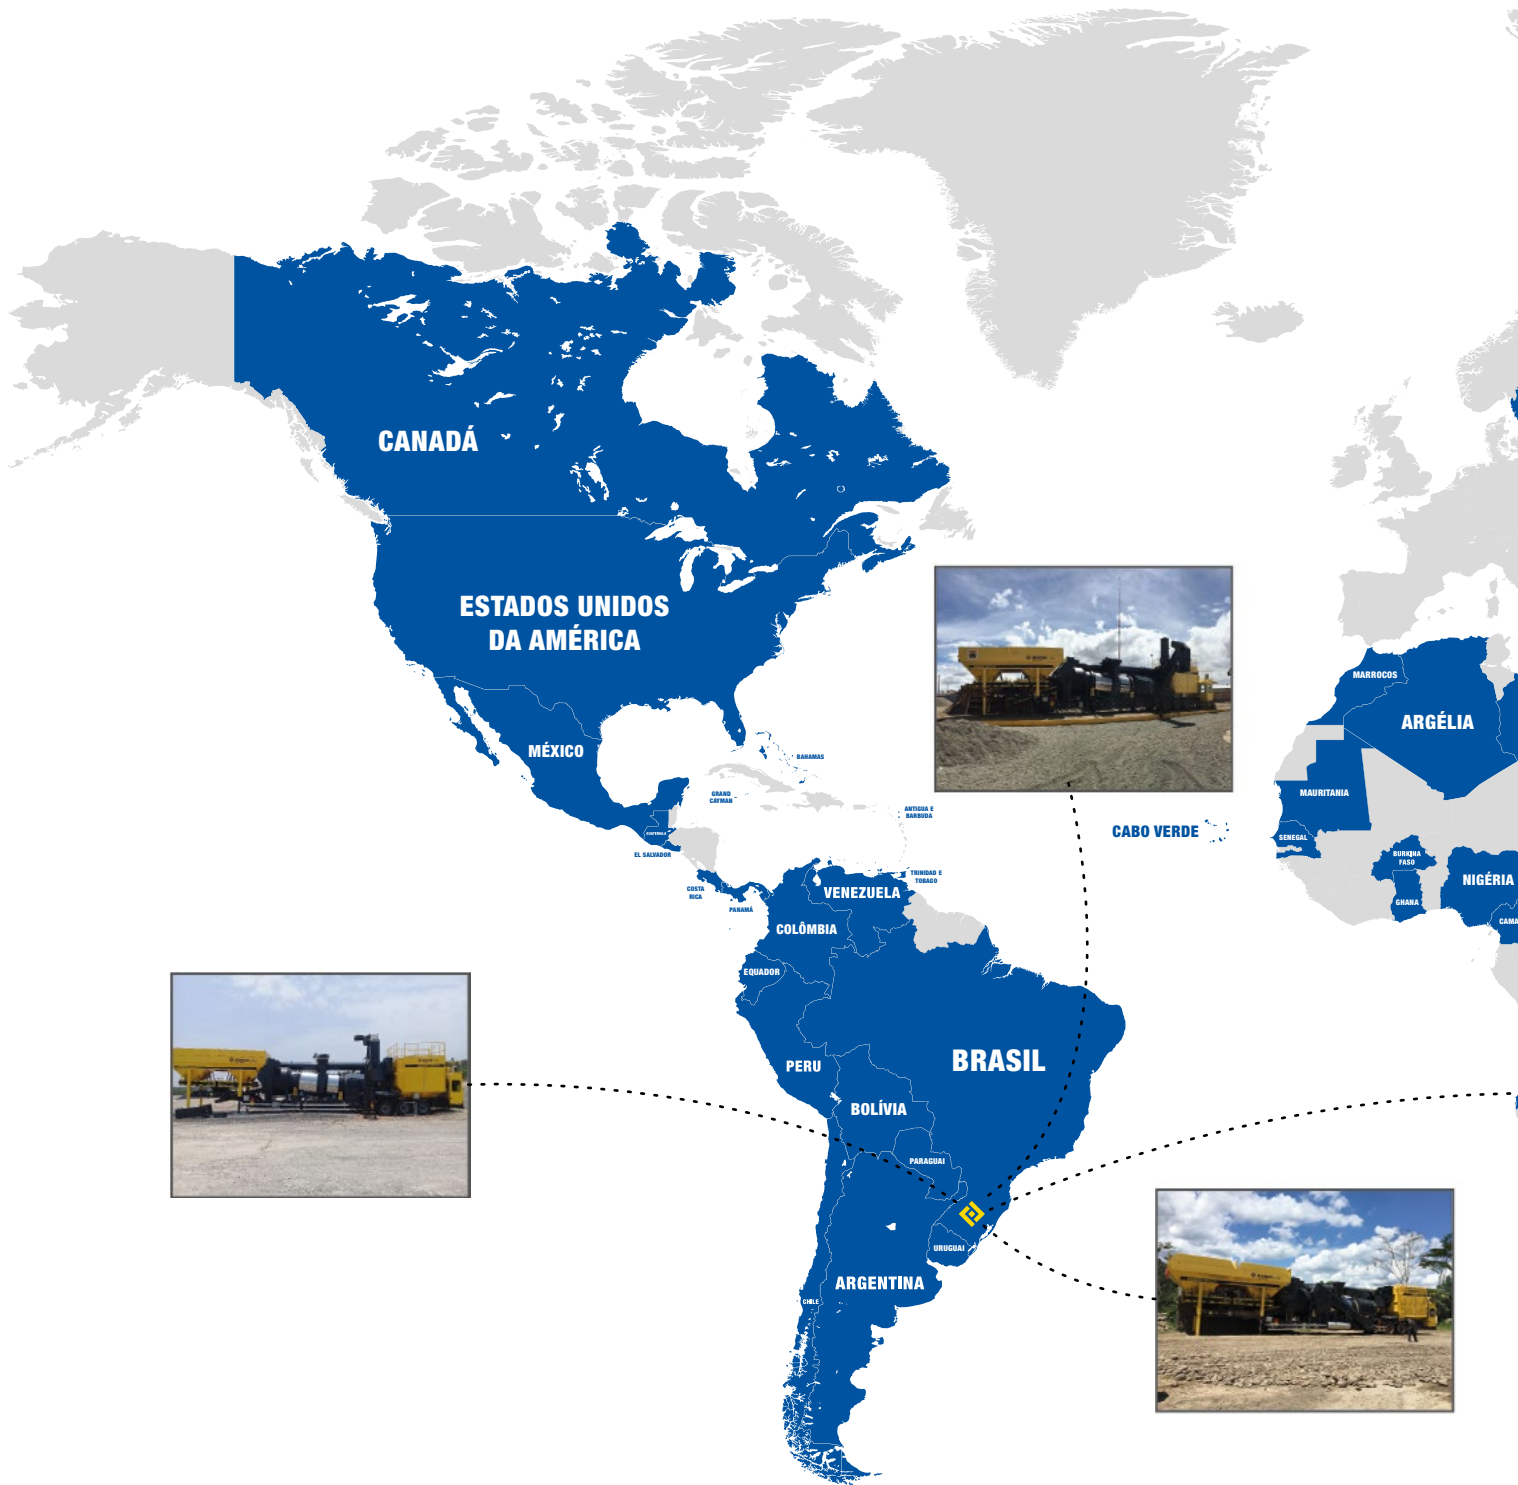 CANADÁ
ESTADOS UNIDOS
DA AMÉRICA
MARROCOS
ARGÉLIA
MÉXICO
BAHAMAS
GRAND
CAYMAN
MAURITANIA
ANTIGUA E
BARBUDA
CABO VERDE
GUATEMALA
SENEGAL
EL SALVADOR
BURKINA
FASO
TRINIDAD E
TOBAGO
NIGÉRIA
COSTA
RICA
VENEZUELA
GHANA
PANAMÁ
CAMA
COLÔMBIA
EQUADOR
BRASIL
PERU
BOLÍVIA
PARAGUAI
URUGUAI
ARGENTINA
CHILE